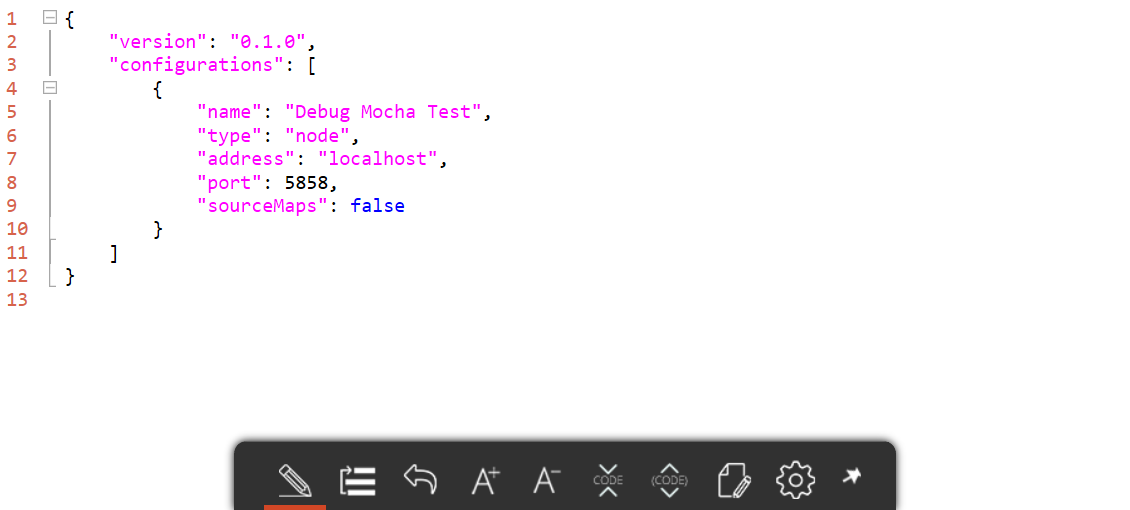 1 {
2     "version": "0.1.0",
3     "configurations": [
4         {
5             "name": "Debug Mocha Test",
6             "type": "node",
7             "address": "localhost",
8             "port": 5858,
9             "sourceMaps": false
10         }
11     ]
12 }
13
A+ A- CODE (CODE)